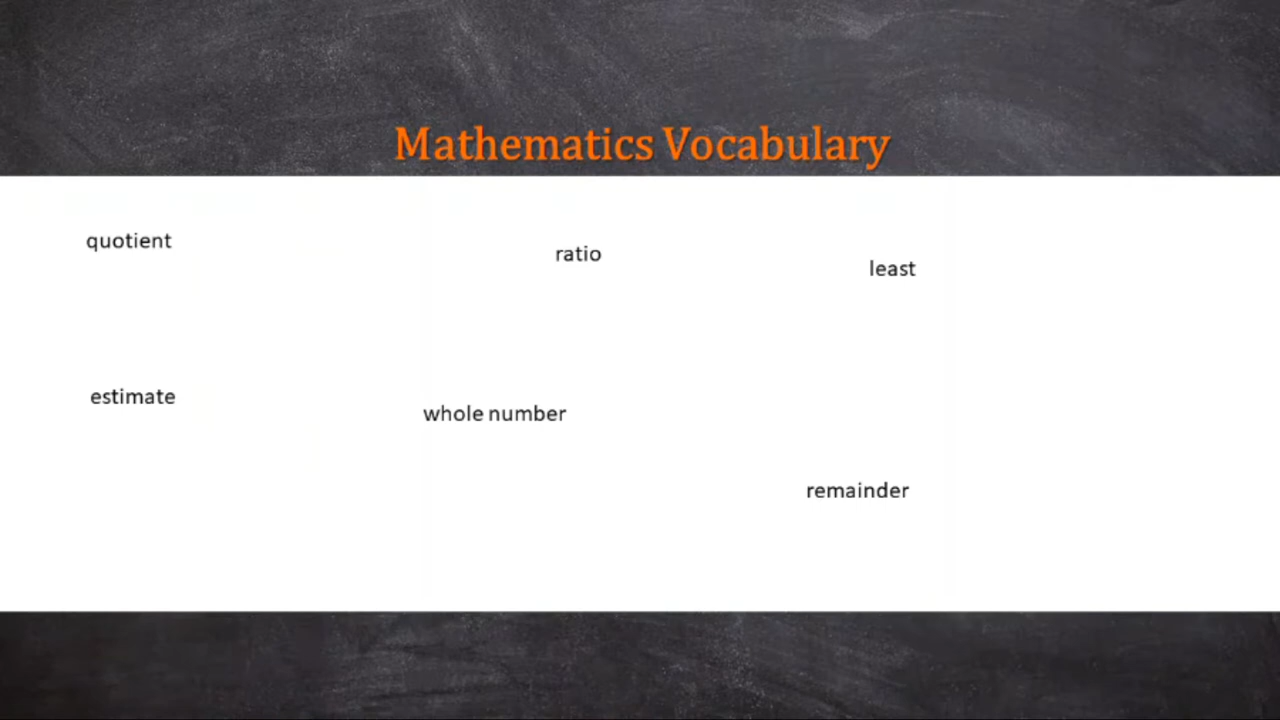 Mathematics Vocabulary
quotient
ratio
least
estimate
whole number
remainder